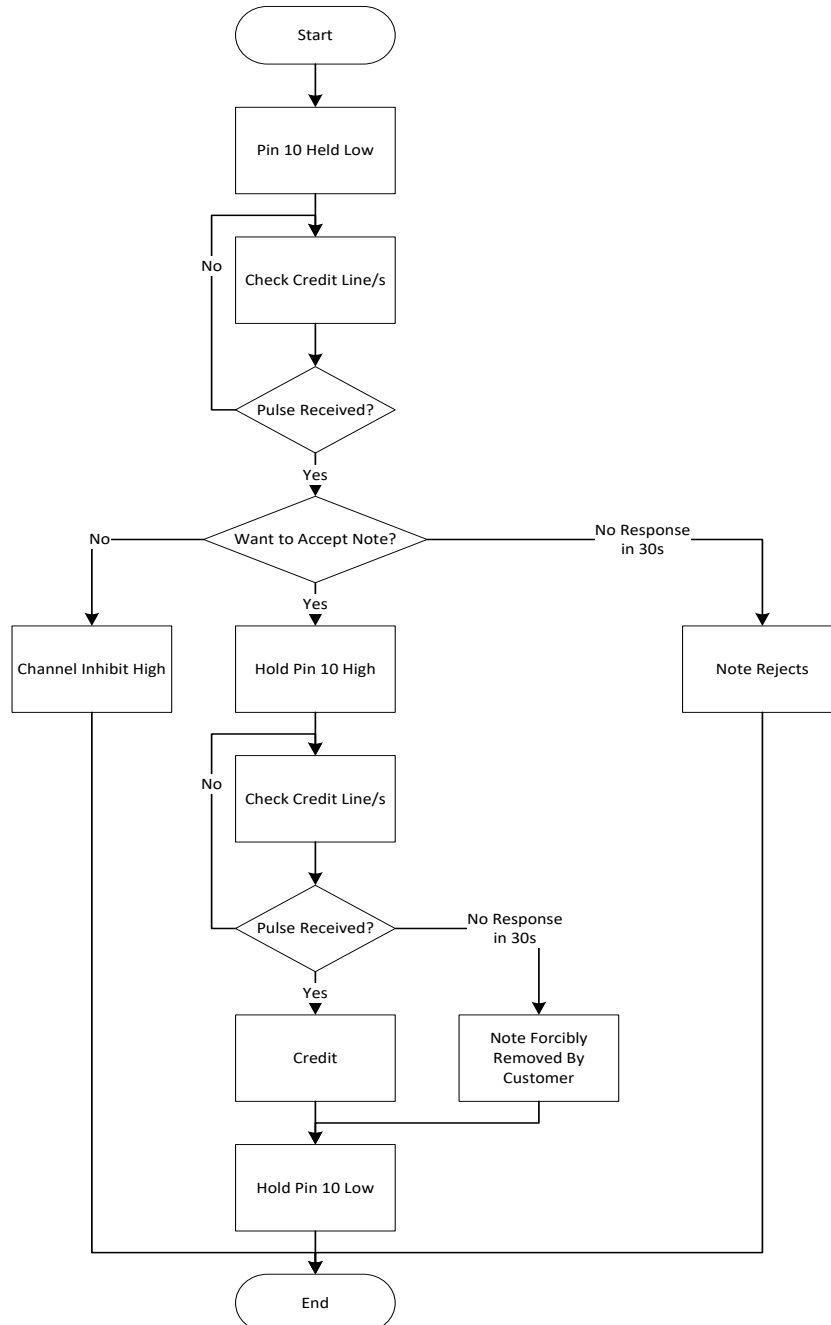 Start
Pin 10 Held Low
No
Check Credit Line/s
Pulse Received?
Yes
No
Want to Accept Note?
No Response
in 30s
Yes
Channel Inhibit High
Hold Pin 10 High
Note Rejects
No
Check Credit Line/s
Pulse Received?
No Response
in 30s
Yes
Credit
Note Forcibly
Removed By
Customer
Hold Pin 10 Low
End